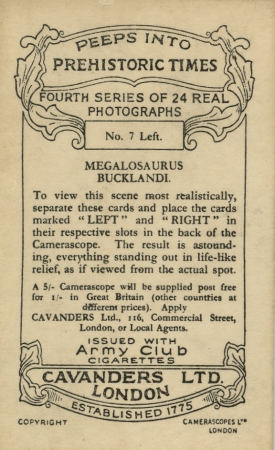 PEEPS INTO
PREHISTORIC TIMES
FOURTH SERIES OF 24 REAL
PHOTOGRAPHS
No. 7 Left.
MEGALOSAURUS
BUCKLANDI.
To view this scene most realistically,
separate these cards and place the cards
marked "LEFT" and "RIGHT" in
their respective slots in the back of the
Camerascope. The result is astound-
ing, everything standing out in life-like
relief, as if viewed from the actual spot.
A 5/- Camerascope will be supplied post free
for 1/- in Great Britain (other countries at
different prices). Apply
CAVANDERS Ltd., 116, Commercial Street,
London, or Local Agents.
ISSUED WITH
Army Club
CIGARETTES
CAVANDERS LTD.
LONDON
ESTABLISHED 1775
COPYRIGHT
CAMERASCOPES LTD
LONDON